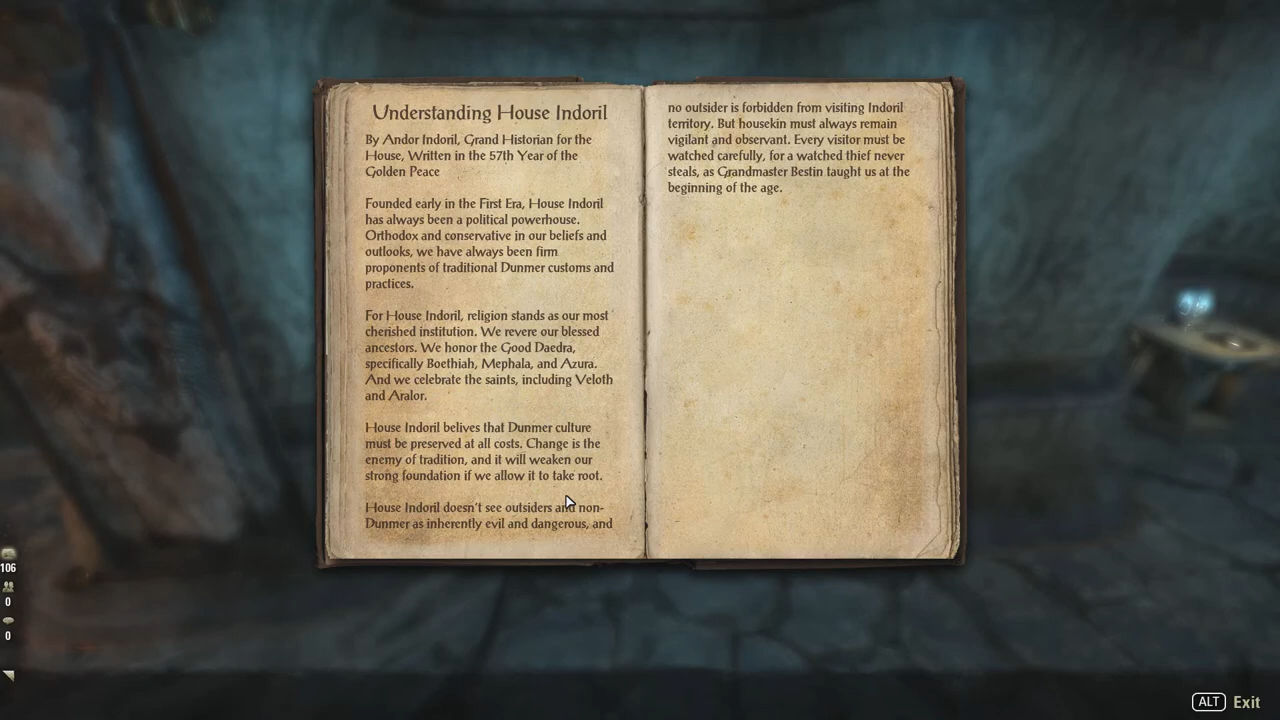 Understanding House Indoril
By Andor Indoril, Grand Historian for the
House, Written in the 57th Year of the
Golden Peace
Founded early in the First Era, House Indoril
has always been a political powerhouse.
Orthodox and conservative in our beliefs and
outlooks, we have always been firm
proponents of traditional Dunmer customs and
practices.
For House Indoril, religion stands as our most
cherished institution. We revere our blessed
ancestors. We honor the Good Daedra,
specifically Boethiah, Mephala, and Azura.
And we celebrate the saints, including Veloth
and Aralor.
House Indoril belives that Dunmer culture
must be preserved at all costs. Change is the
enemy of tradition, and it will weaken our
strong foundation if we allow it to take root.
House Indoril doesn't see outsiders and non-
Dunmer as inherently evil and dangerous, and
no outsider is forbidden from visiting Indoril
territory. But housekin must always remain
vigilant and observant. Every visitor must be
watched carefully, for a watched thief never
steals, as Grandmaster Bestin taught us at the
beginning of the age.
106
0
0
ALT Exit